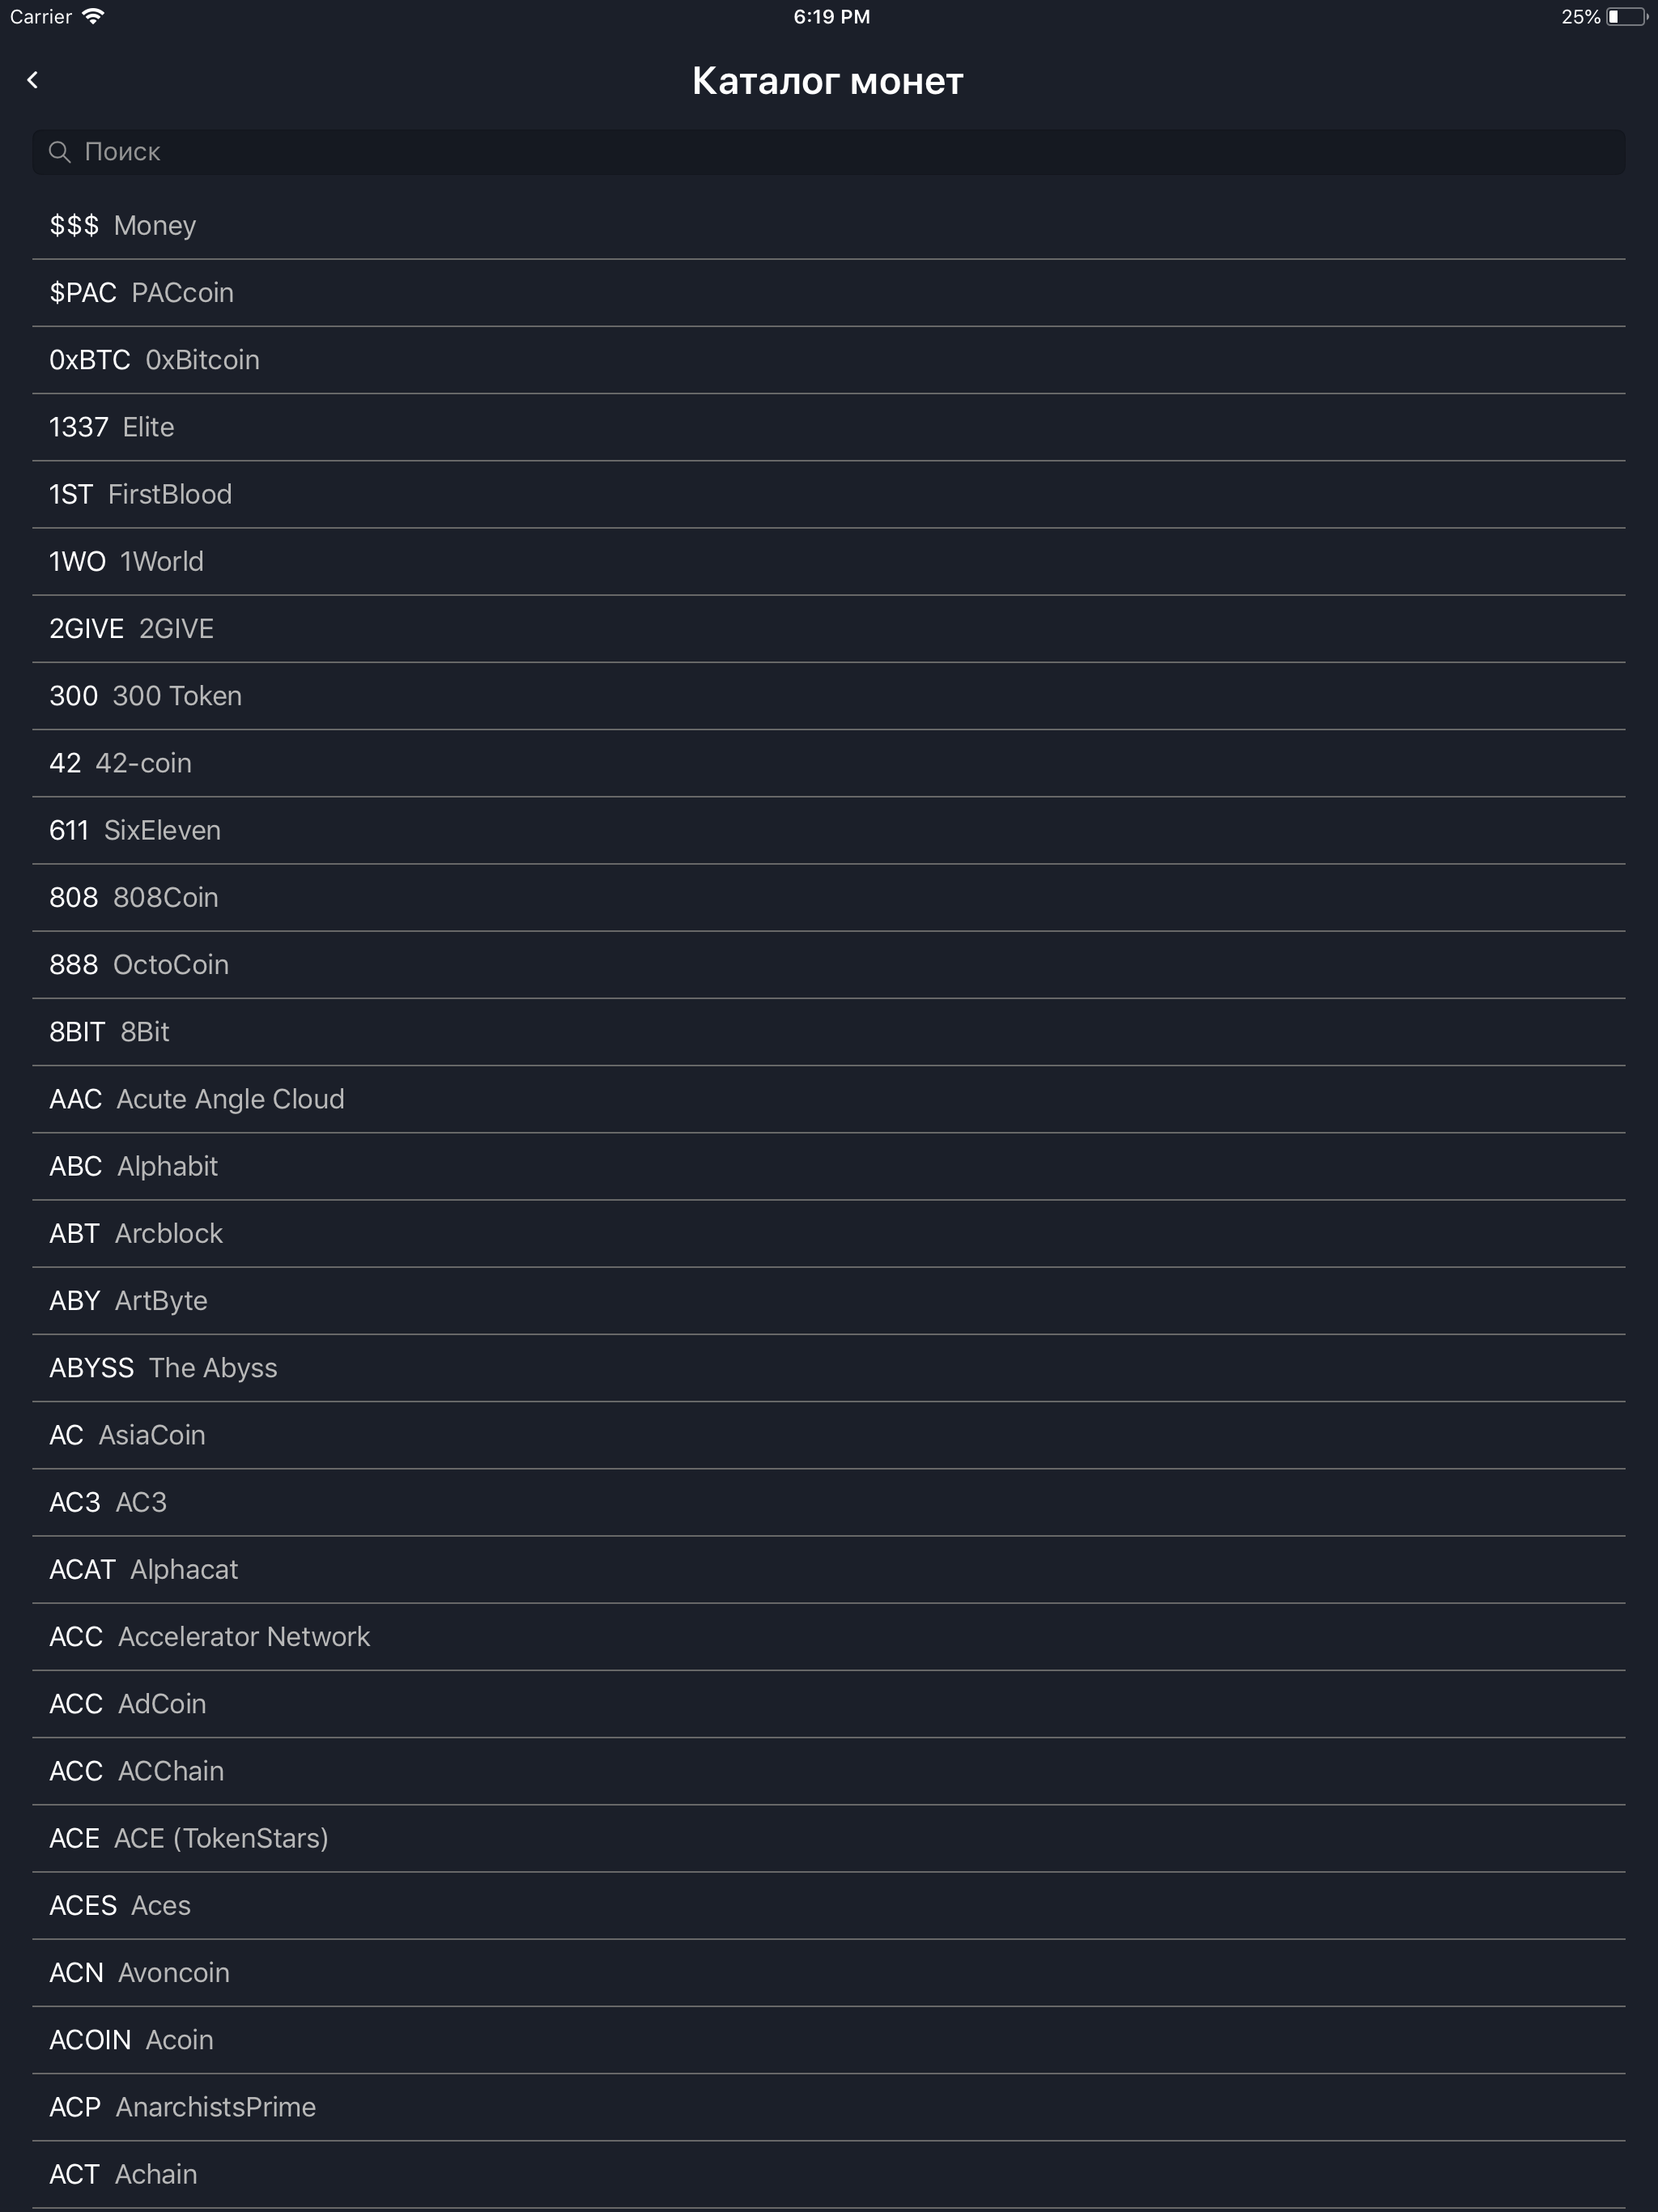 Carrier 6:19 PM 25%
Каталог монет
Поиск
$$$ Money
$PAC PACcoin
0xBTC 0xBitcoin
1337 Elite
1ST FirstBlood
1WO 1World
2GIVE 2GIVE
300 300 Token
42 42-coin
611 SixEleven
808 808Coin
888 OctoCoin
8BIT 8Bit
AAC Acute Angle Cloud
ABC Alphabit
ABT Arcblock
ABY ArtByte
ABYSS The Abyss
AC AsiaCoin
AC3 AC3
ACAT Alphacat
ACC Accelerator Network
ACC AdCoin
ACC ACChain
ACE ACE (TokenStars)
ACES Aces
ACN Avoncoin
ACOIN Acoin
ACP AnarchistsPrime
ACT Achain